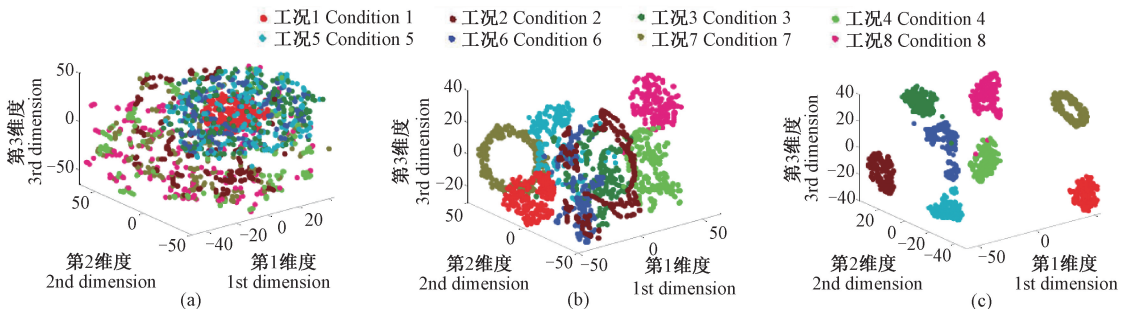 工况1 Condition 1 工况2 Condition 2 工况3 Condition 3 工况4 Condition 4
工况5 Condition 5 工况6 Condition 6 工况7 Condition 7 工况8 Condition 8
第3维度
3rd dimension
50
0
−50
50
0
−50
−40
−20
0
20
第2维度
2nd dimension
第1维度
1st dimension
(a)
第3维度
3rd dimension
40
20
0
−20
50
0
−50
−50
0
50
第2维度
2nd dimension
第1维度
1st dimension
(b)
第3维度
3rd dimension
40
20
0
−20
−40
20
0
−20
−40
0
第2维度
2nd dimension
第1维度
1st dimension
(c)